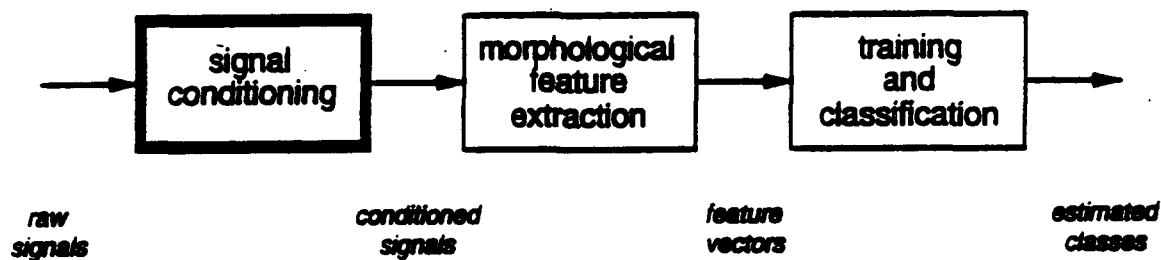 signal
conditioning
morphological
feature
extraction
training
and
classification
raw
signals
conditioned
signals
feature
vectors
estimated
classes